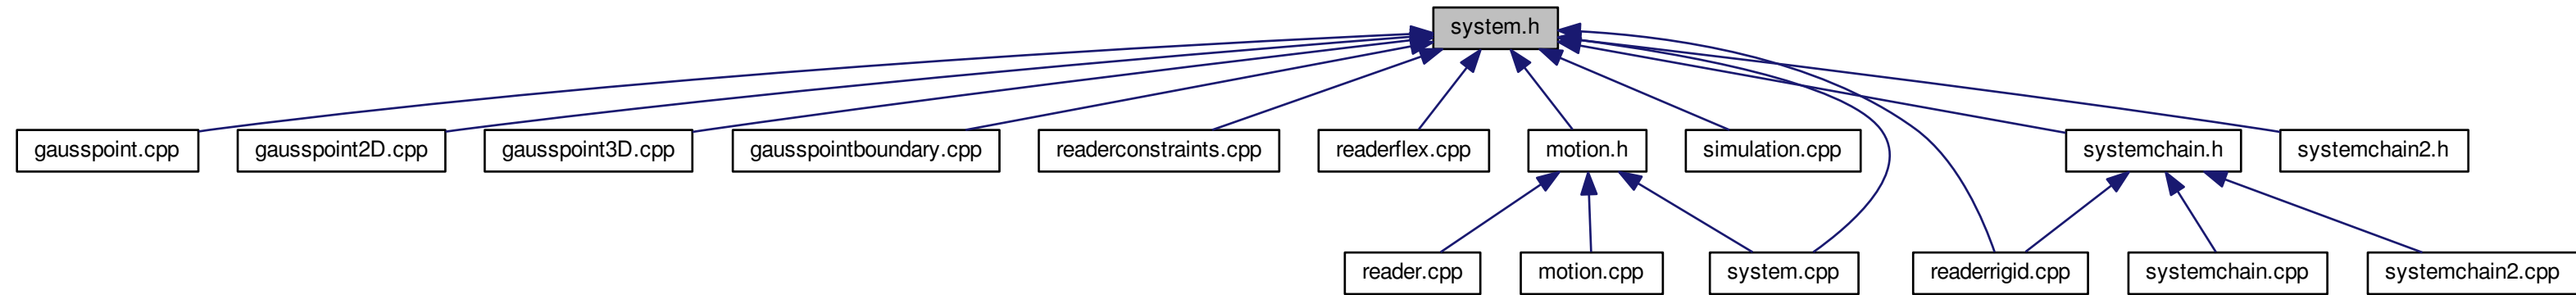 system.h
gausspoint.cpp
gausspoint2D.cpp
gausspoint3D.cpp
gausspointboundary.cpp
readerconstraints.cpp
readerflex.cpp
motion.h
simulation.cpp
systemchain.h
systemchain2.h
reader.cpp
motion.cpp
system.cpp
readerrigid.cpp
systemchain.cpp
systemchain2.cpp